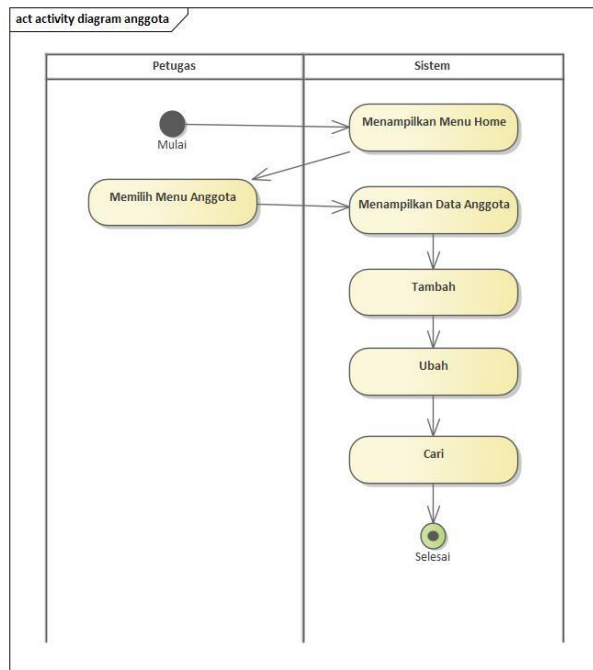 act activity diagram anggota
Petugas
Sistem
Mulai
Menampilkan Menu Home
Memilih Menu Anggota
Menampilkan Data Anggota
Tambah
Ubah
Cari
Selesai